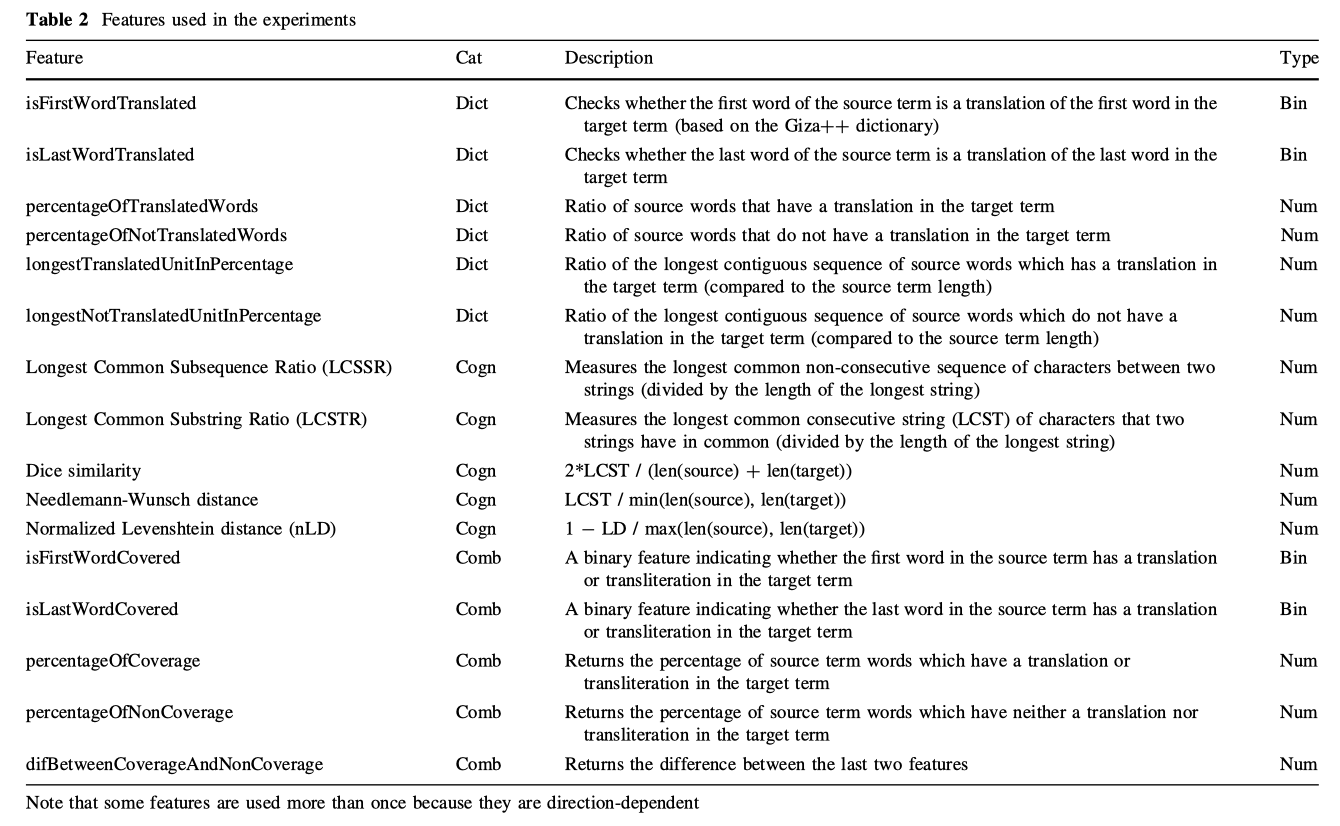 Table 2 Features used in the experiments
Feature Cat Description Type
isFirstWordTranslated Dict Checks whether the first word of the source term is a translation of the first word in the Bin
target term (based on the Giza++ dictionary)
isLastWordTranslated Dict Checks whether the last word of the source term is a translation of the last word in the Bin
target term
percentageOfTranslatedWords Dict Ratio of source words that have a translation in the target term Num
percentageOfNotTranslatedWords Dict Ratio of source words that do not have a translation in the target term Num
longestTranslatedUnitInPercentage Dict Ratio of the longest contiguous sequence of source words which has a translation in Num
the target term (compared to the source term length)
longestNotTranslatedUnitInPercentage Dict Ratio of the longest contiguous sequence of source words which do not have a Num
translation in the target term (compared to the source term length)
Longest Common Subsequence Ratio (LCSSR) Cogn Measures the longest common non-consecutive sequence of characters between two Num
strings (divided by the length of the longest string)
Longest Common Substring Ratio (LCSTR) Cogn Measures the longest common consecutive string (LCST) of characters that two Num
strings have in common (divided by the length of the longest string)
Dice similarity Cogn 2*LCST / (len(source) + len(target)) Num
Needlemann-Wunsch distance Cogn LCST / min(len(source), len(target)) Num
Normalized Levenshtein distance (nLD) Cogn 1 − LD / max(len(source), len(target)) Num
isFirstWordCovered Comb A binary feature indicating whether the first word in the source term has a translation Bin
or transliteration in the target term
isLastWordCovered Comb A binary feature indicating whether the last word in the source term has a translation Bin
or transliteration in the target term
percentageOfCoverage Comb Returns the percentage of source term words which have a translation or Num
transliteration in the target term
percentageOfNonCoverage Comb Returns the percentage of source term words which have neither a translation nor Num
transliteration in the target term
difBetweenCoverageAndNonCoverage Comb Returns the difference between the last two features Num
Note that some features are used more than once because they are direction-dependent